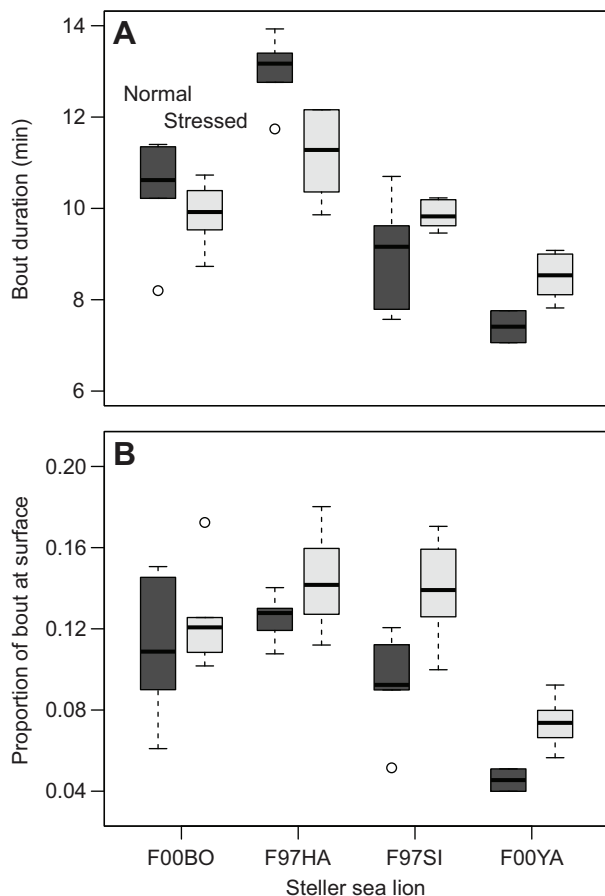 A
14
12
10
8
6
Bout duration (min)
Normal
Stressed
B
0.20
0.16
0.12
0.08
0.04
Proportion of bout at surface
F00BO F97HA F97SI F00YA
Steller sea lion